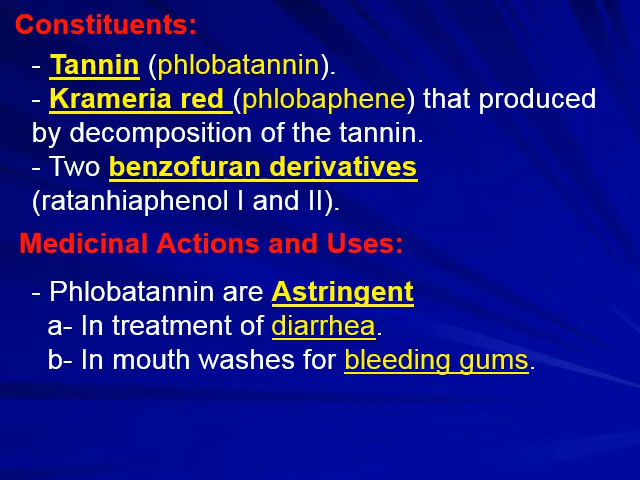 Constituents:
- Tannin (phlobatannin).
- Krameria red (phlobaphene) that produced
by decomposition of the tannin.
- Two benzofuran derivatives
(ratanhiaphenol I and II).
Medicinal Actions and Uses:
- Phlobatannin are Astringent
a- In treatment of diarrhea.
b- In mouth washes for bleeding gums.